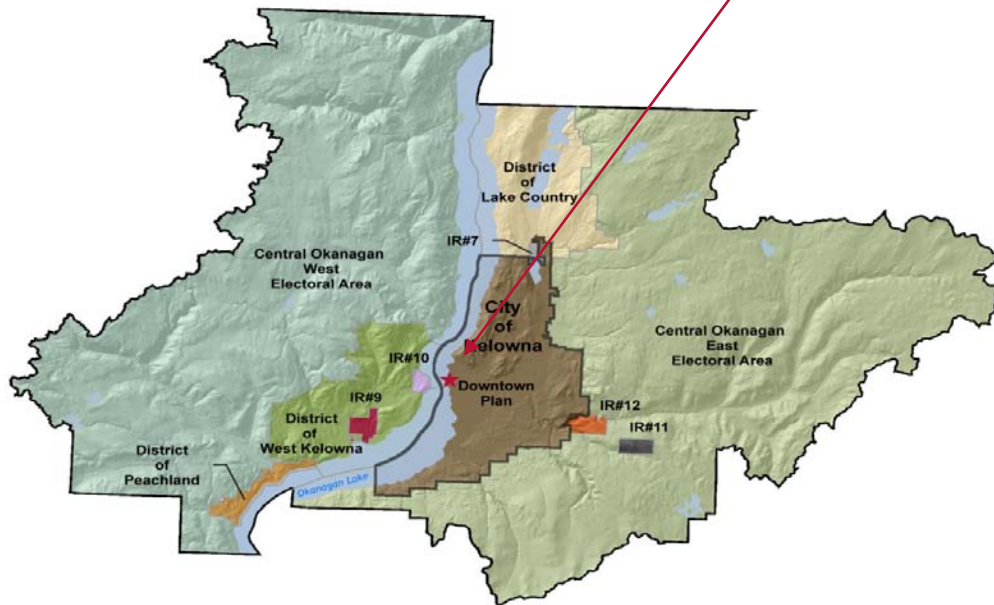 District
of
Lake Country
IR#7
Central Okanagan
West
Electoral Area
City
of
Kelowna
Central Okanagan
East
Electoral Area
IR#10
Downtown
Plan
IR#9
IR#12
District
of
West Kelowna
IR#11
District
of
Peachland
Okanagan Lake